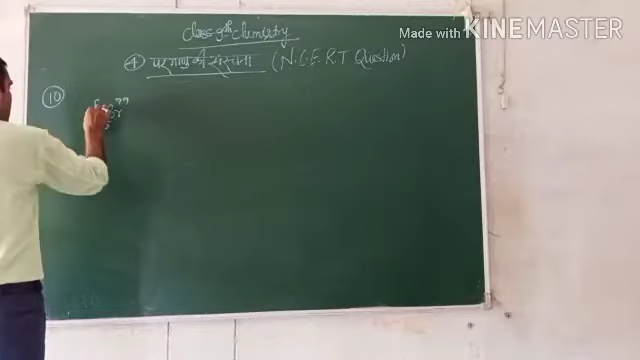 Made with KINEMASTER
Class 9th Chemistry
④ परमाणु की संरचना (N.C.E.R.T Question)
⑩